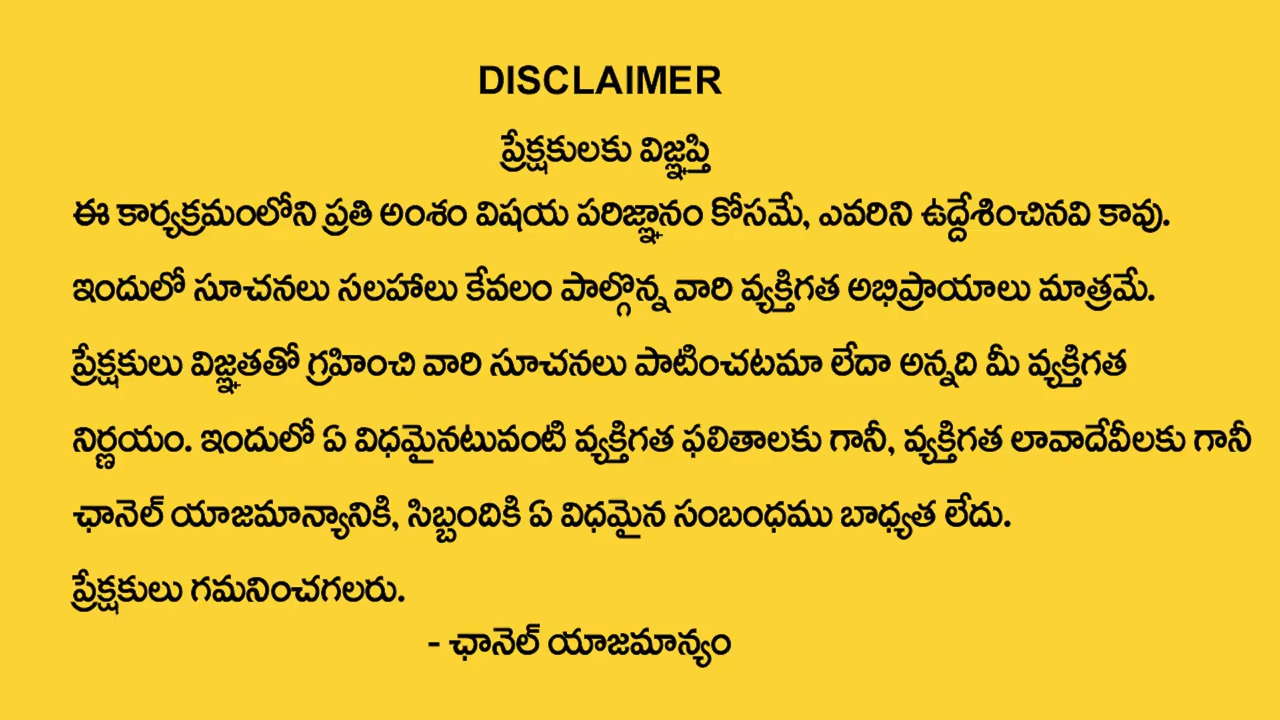 DISCLAIMER
ప్రేక్షకులకు విజ్ఞప్తి
ఈ కార్యక్రమంలోని ప్రతి అంశం విషయ పరిజ్ఞానం కోసమే, ఎవరిని ఉద్దేశించినవి కావు.
ఇందులో సూచనలు సలహాలు కేవలం పాల్గొన్న వారి వ్యక్తిగత అభిప్రాయాలు మాత్రమే.
ప్రేక్షకులు విజ్ఞతతో గ్రహించి వారి సూచనలు పాటించటమా లేదా అన్నది మీ వ్యక్తిగత
నిర్ణయం. ఇందులో ఏ విధమైనటువంటి వ్యక్తిగత ఫలితాలకు గానీ, వ్యక్తిగత లావాదేవీలకు గానీ
ఛానెల్ యాజమాన్యానికి, సిబ్బందికి ఏ విధమైన సంబంధము బాధ్యత లేదు.
ప్రేక్షకులు గమనించగలరు.
- ఛానెల్ యాజమాన్యం